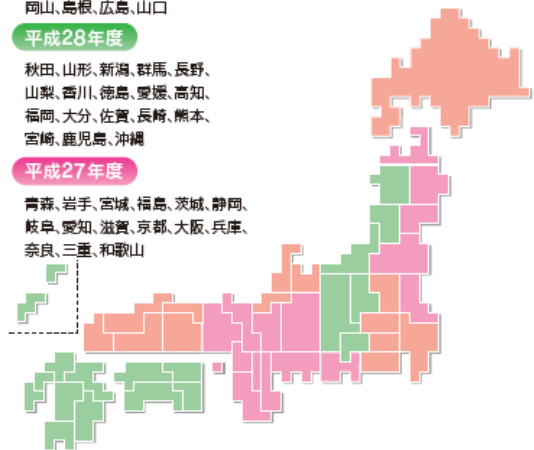 岡山、島根、広島、山口
平成28年度
秋田、山形、新潟、群馬、長野、
山梨、香川、徳島、愛媛、高知、
福岡、大分、佐賀、長崎、熊本、
宮崎、鹿児島、沖縄
平成27年度
青森、岩手、宮城、福島、茨城、静岡、
岐阜、愛知、滋賀、京都、大阪、兵庫、
奈良、三重、和歌山